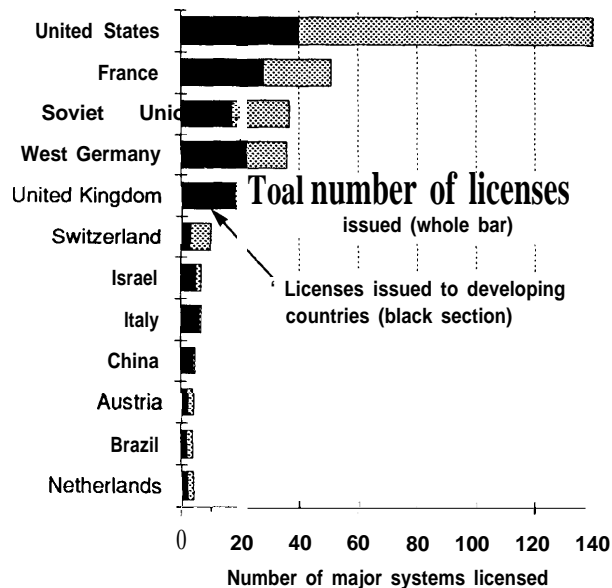 United States
France
Soviet Unic
West Germany
United Kingdom
Toal number of licenses
issued (whole bar)
Switzerland
Israel
Licenses issued to developing
countries (black section)
Italy
China
Austria
Brazil
Netherlands
0 20 40 60 80 100 120 140
Number of major systems licensed